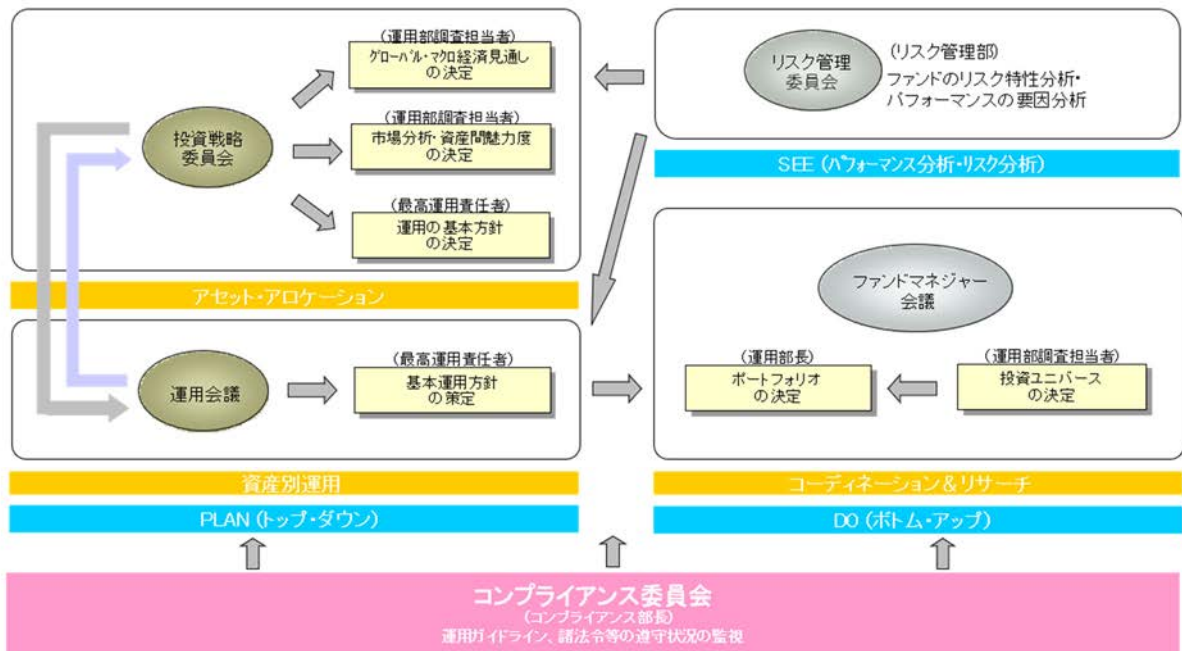 (運用部調査担当者)
グローバル・マクロ経済見通し
の決定
投資戦略
委員会
(運用部調査担当者)
市場分析・資産間魅力度
の決定
(最高運用責任者)
運用の基本方針
の決定
アセット・アロケーション
リスク管理
委員会
(リスク管理部)
ファンドのリスク特性分析・
パフォーマンスの要因分析
SEE (パフォーマンス分析・リスク分析)
運用会議
(最高運用責任者)
基本運用方針
の策定
資産別運用
PLAN (トップ・ダウン)
ファンドマネジャー
会議
(運用部長)
ポートフォリオ
の決定
(運用部調査担当者)
投資ユニバース
の決定
コーディネーション&リサーチ
DO (ボトム・アップ)
コンプライアンス委員会
(コンプライアンス部長)
運用ガイドライン、諸法令等の遵守状況の監視